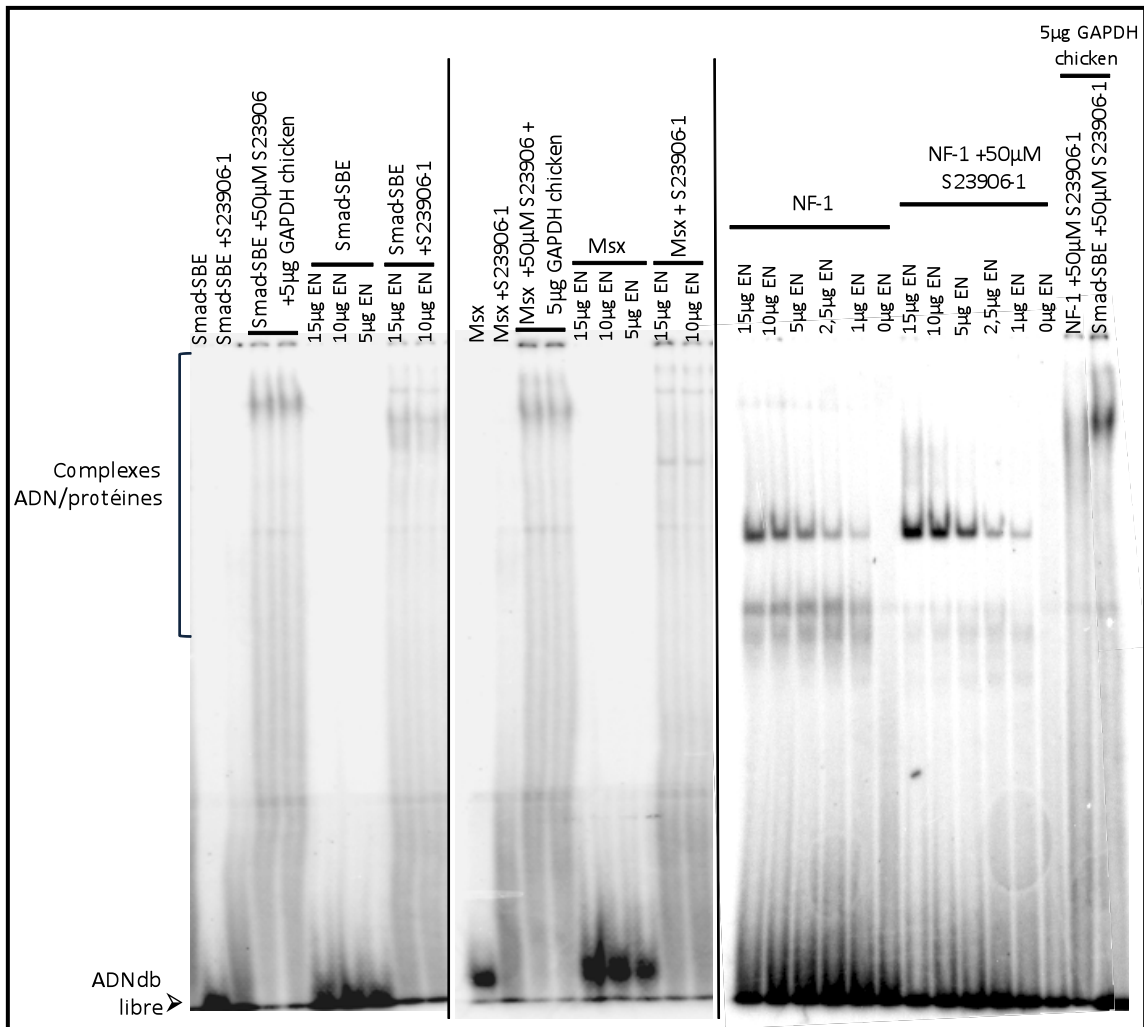 5µg GAPDH
chicken
Smad-SBE
Smad-SBE +S23906-1
Smad-SBE +50µM S23906
+5µg GAPDH chicken
Smad-SBE
15µg EN
10µg EN
5µg EN
Smad-SBE
+S23906-1
15µg EN
10µg EN
Msx
Msx +S23906-1
Msx +50µM S23906 +
5µg GAPDH chicken
Msx
15µg EN
10µg EN
5µg EN
Msx + S23906-1
15µg EN
10µg EN
NF-1
15µg EN
10µg EN
5µg EN
2,5µg EN
1µg EN
0µg EN
NF-1 +50µM
S23906-1
15µg EN
10µg EN
5µg EN
2,5µg EN
1µg EN
0µg EN
NF-1 +50µM S23906-1
Smad-SBE +50µM S23906-1
Complexes
ADN/protéines
ADNdb
libre